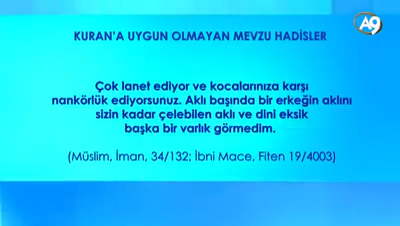 A9
KURAN'A UYGUN OLMAYAN MEVZU HADİSLER
Çok lanet ediyor ve kocalarınıza karşı
nankörlük ediyorsunuz. Aklı başında bir erkeğin aklını
sizin kadar çelebilen aklı ve dini eksik
başka bir varlık görmedim.
(Müslim, İman, 34/132; İbni Mace, Fiten 19/4003)